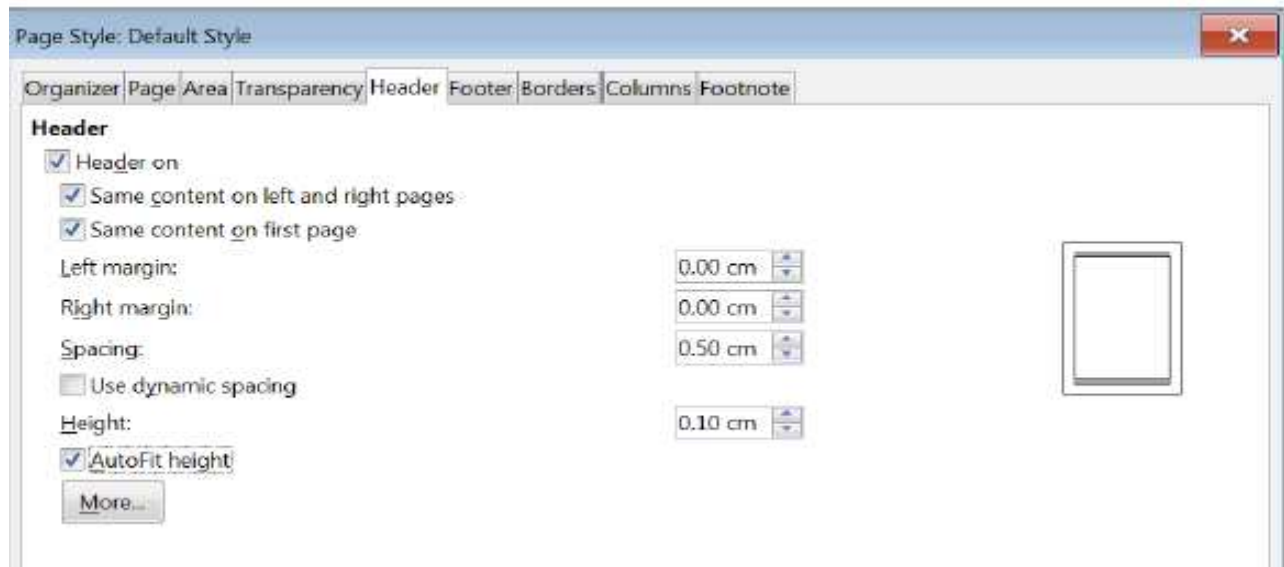 Page Style: Default Style
Organizer Page Area Transparency Header Footer Borders Columns Footnote
Header
Header on
Same content on left and right pages
Same content on first page
Left margin: 0.00 cm
Right margin: 0.00 cm
Spacing: 0.50 cm
Use dynamic spacing
Height: 0.10 cm
AutoFit height
More...